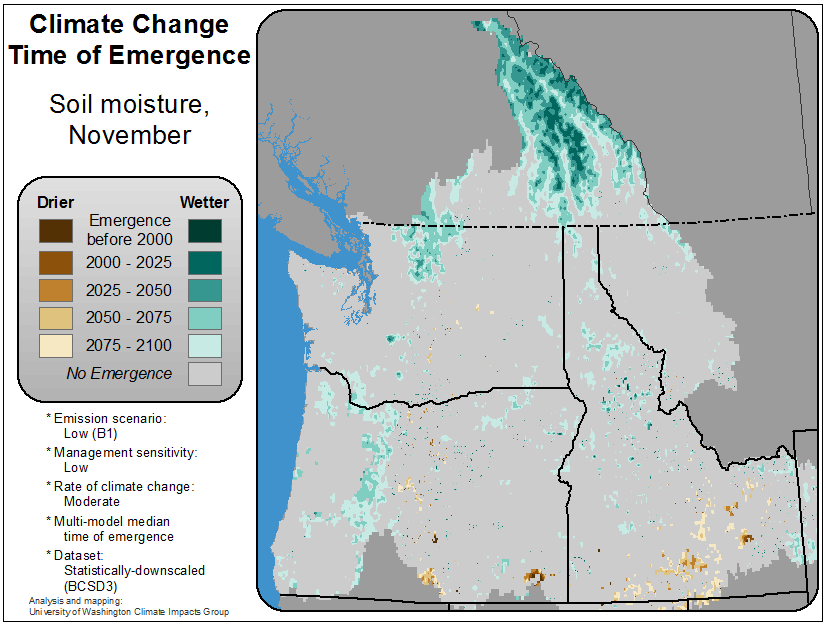 Climate Change
Time of Emergence
Soil moisture,
November
Drier Wetter
Emergence
before 2000
2000 - 2025
2025 - 2050
2050 - 2075
2075 - 2100
No Emergence
* Emission scenario:
Low (B1)
* Management sensitivity:
Low
* Rate of climate change:
Moderate
* Multi-model median
time of emergence
* Dataset:
Statistically-downscaled
(BCSD3)
Analysis and mapping:
University of Washington Climate Impacts Group